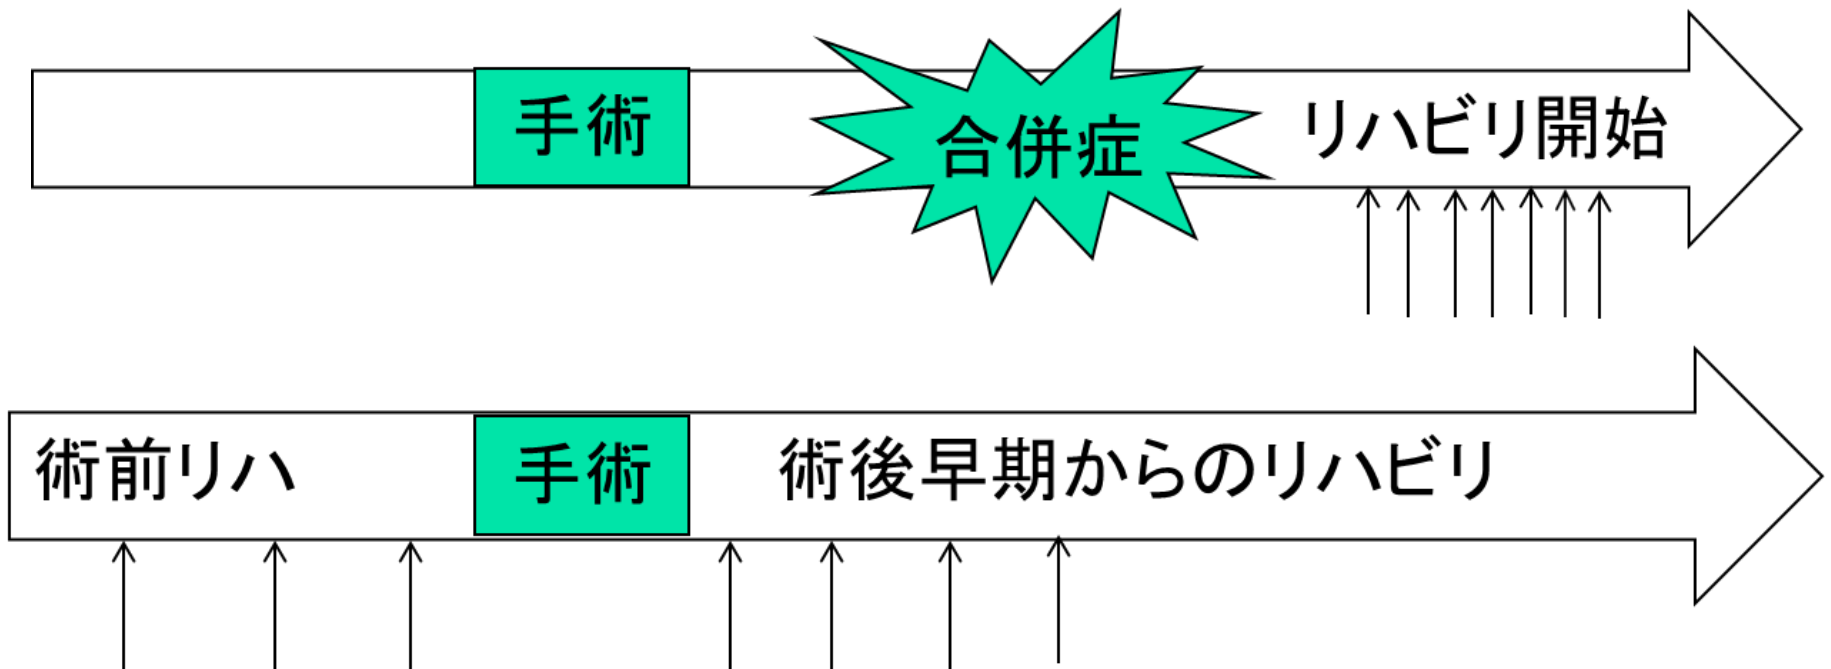 手術
合併症
リハビリ開始
術前リハ
手術
術後早期からのリハビリ